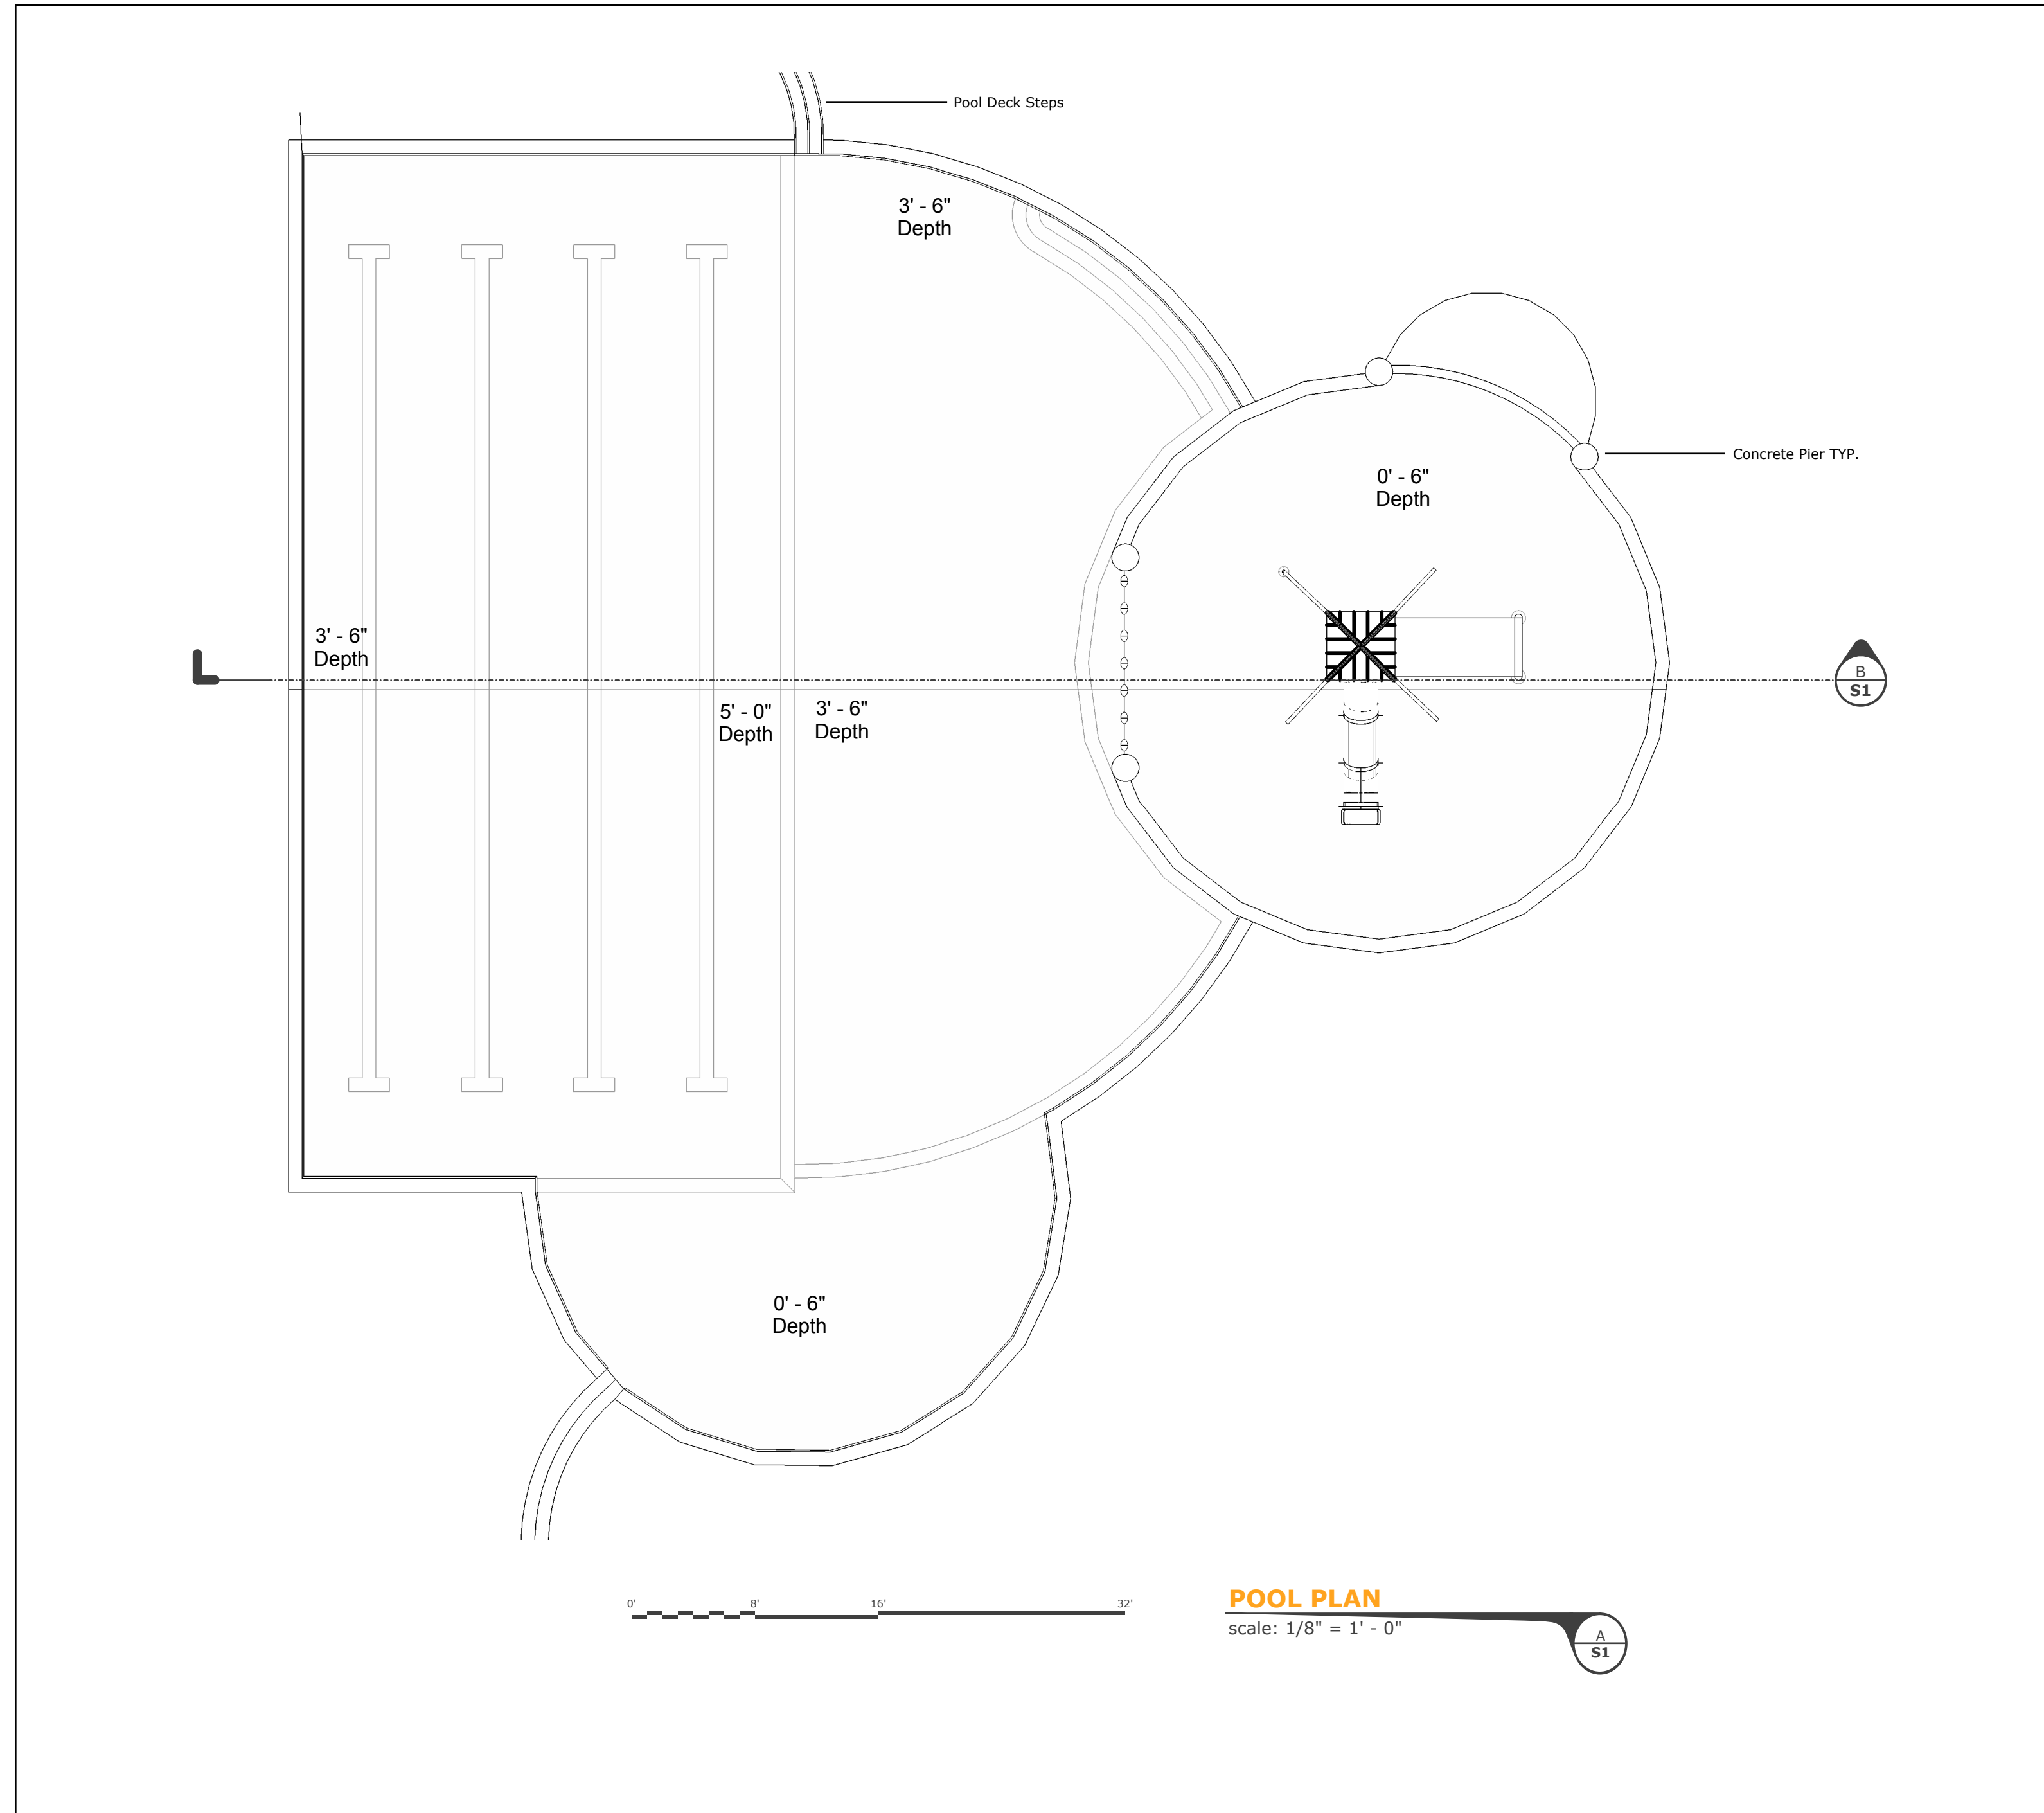 Pool Deck Steps
3' - 6"
Depth
0' - 6"
Depth
Concrete Pier TYP.
3' - 6"
Depth
5' - 0"
Depth
3' - 6"
Depth
B
S1
0' - 6"
Depth
0' 8' 16' 32'
POOL PLAN
scale: 1/8" = 1' - 0"
A
S1